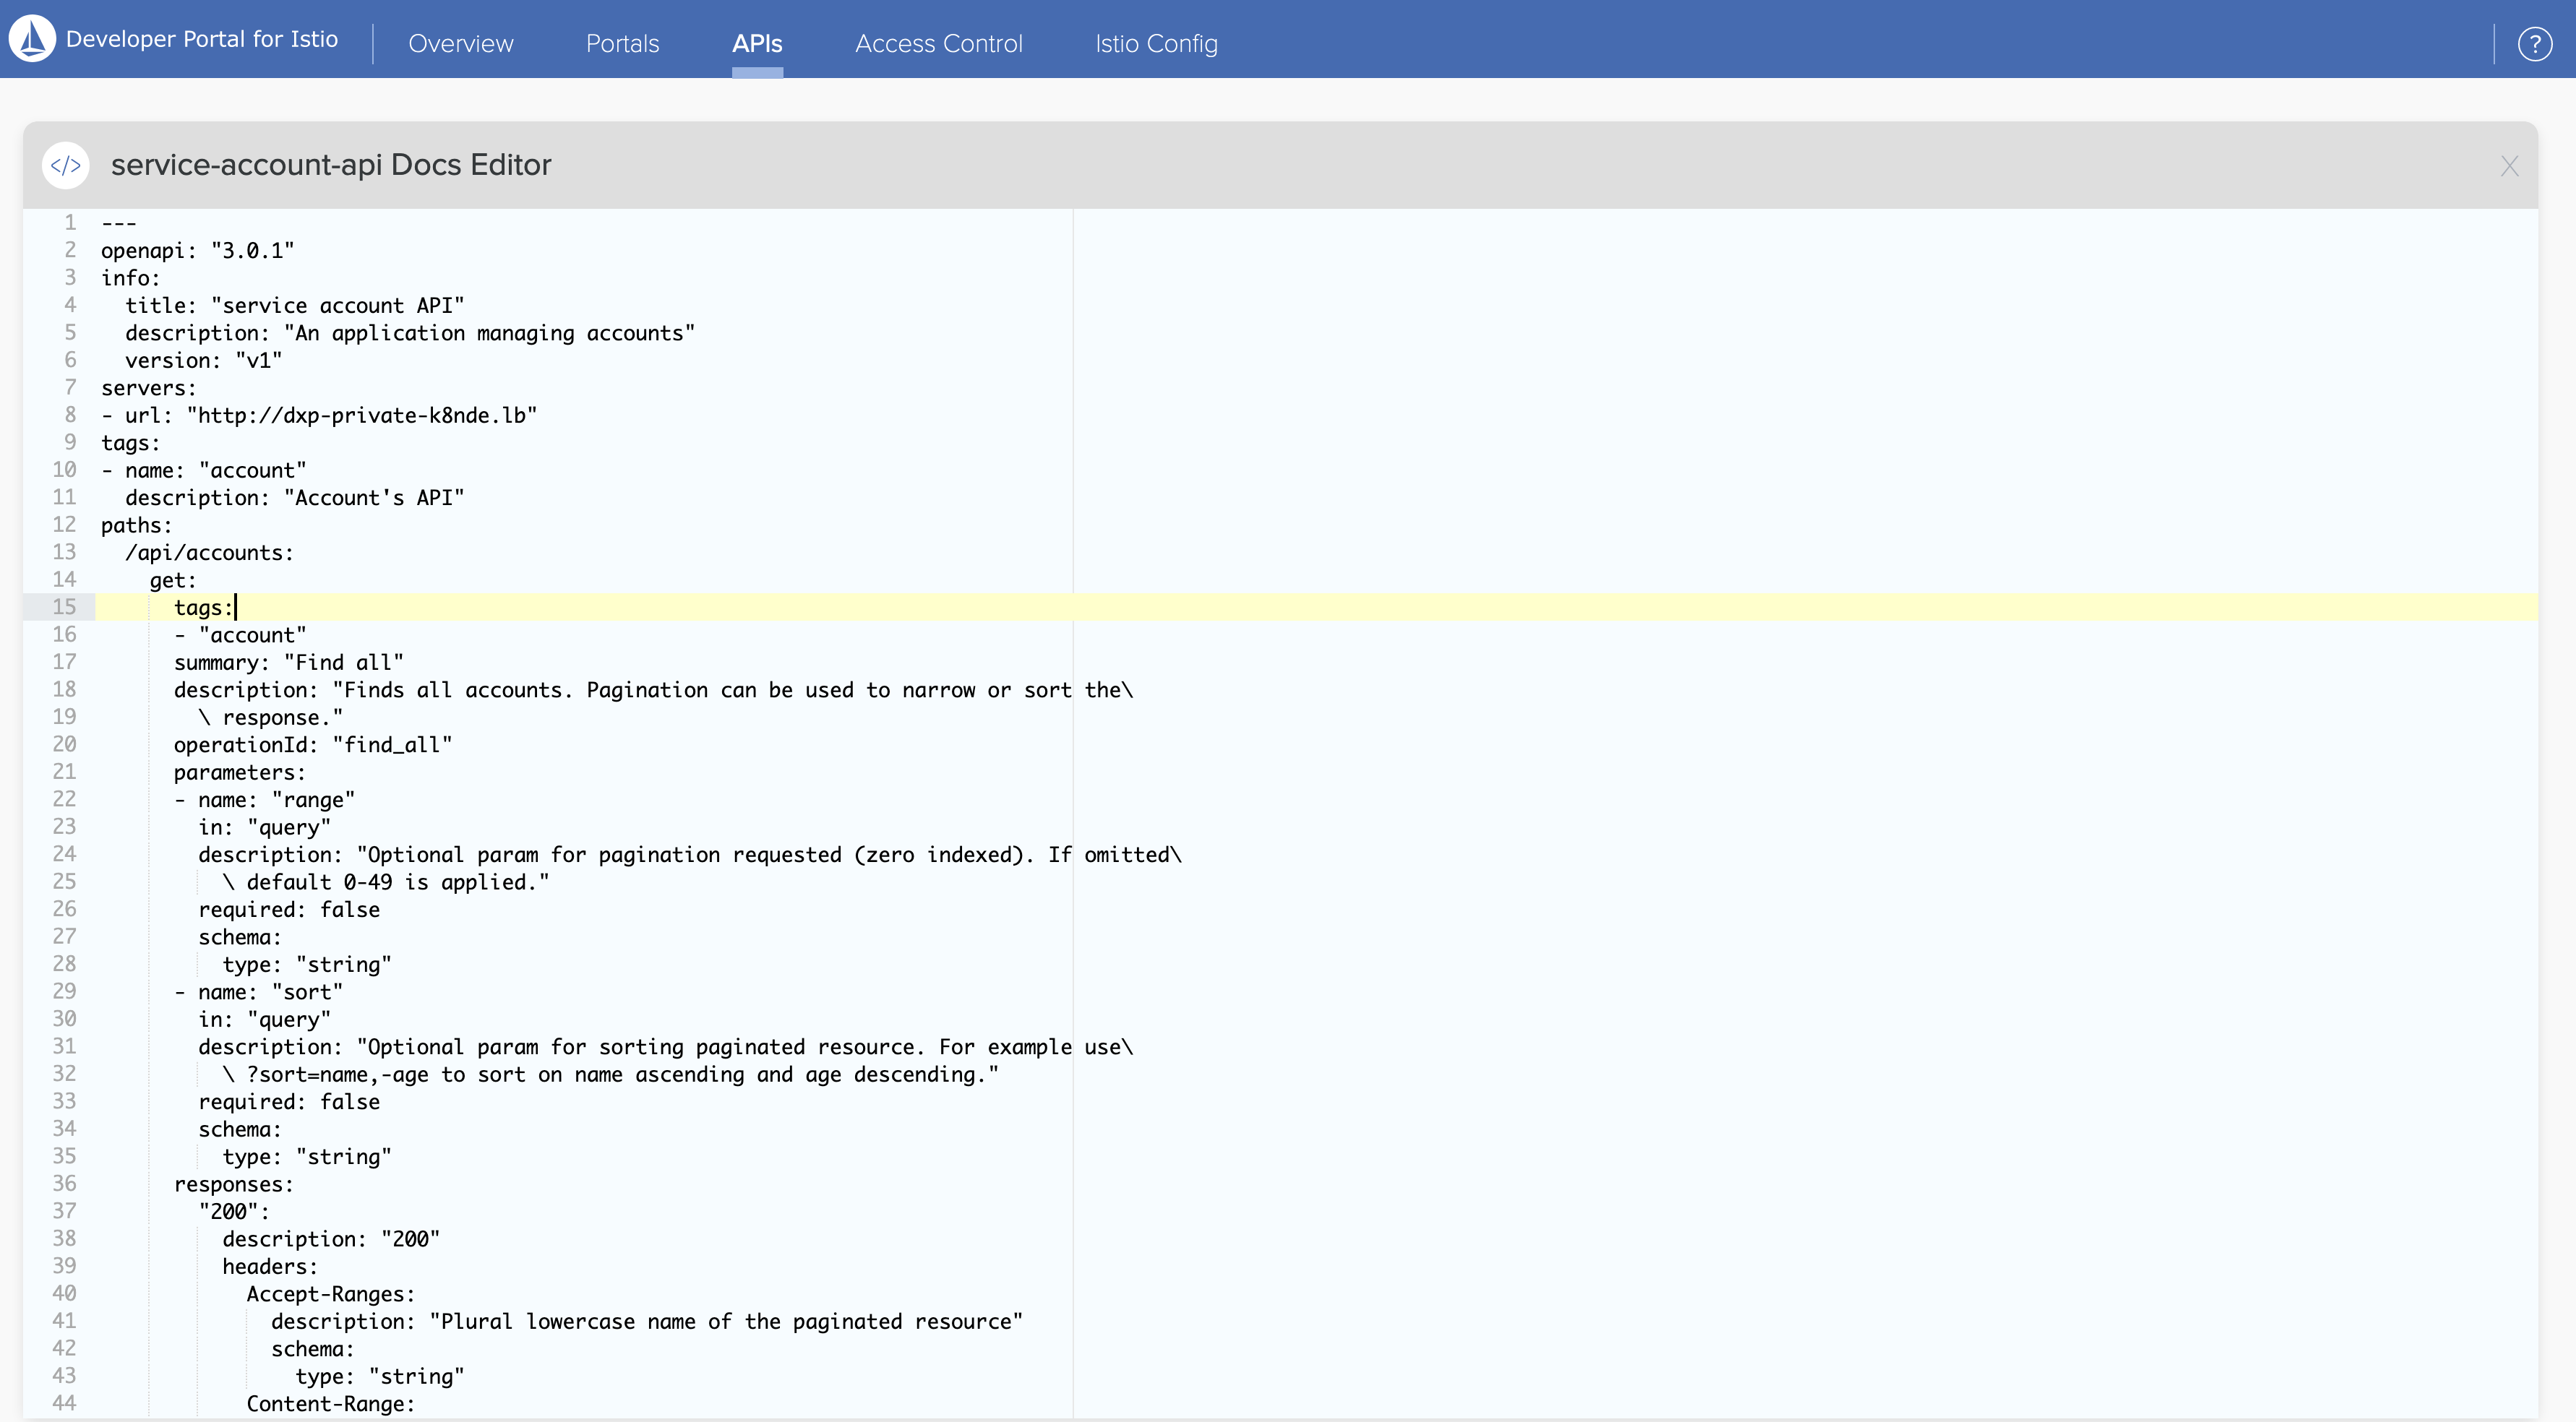 Developer Portal for Istio Overview Portals APIs Access Control Istio Config ?
</> service-account-api Docs Editor X
1 ---
2 openapi: "3.0.1"
3 info:
4   title: "service account API"
5   description: "An application managing accounts"
6   version: "v1"
7 servers:
8 - url: "http://dxp-private-k8nde.lb"
9 tags:
10 - name: "account"
11   description: "Account's API"
12 paths:
13   /api/accounts:
14     get:
15       tags:
16       - "account"
17       summary: "Find all"
18       description: "Finds all accounts. Pagination can be used to narrow or sort the\
19         \ response."
20       operationId: "find_all"
21       parameters:
22       - name: "range"
23         in: "query"
24         description: "Optional param for pagination requested (zero indexed). If omitted\
25           \ default 0-49 is applied."
26         required: false
27         schema:
28           type: "string"
29       - name: "sort"
30         in: "query"
31         description: "Optional param for sorting paginated resource. For example use\
32           \ ?sort=name,-age to sort on name ascending and age descending."
33         required: false
34         schema:
35           type: "string"
36       responses:
37         "200":
38           description: "200"
39           headers:
40             Accept-Ranges:
41               description: "Plural lowercase name of the paginated resource"
42               schema:
43                 type: "string"
44             Content-Range: